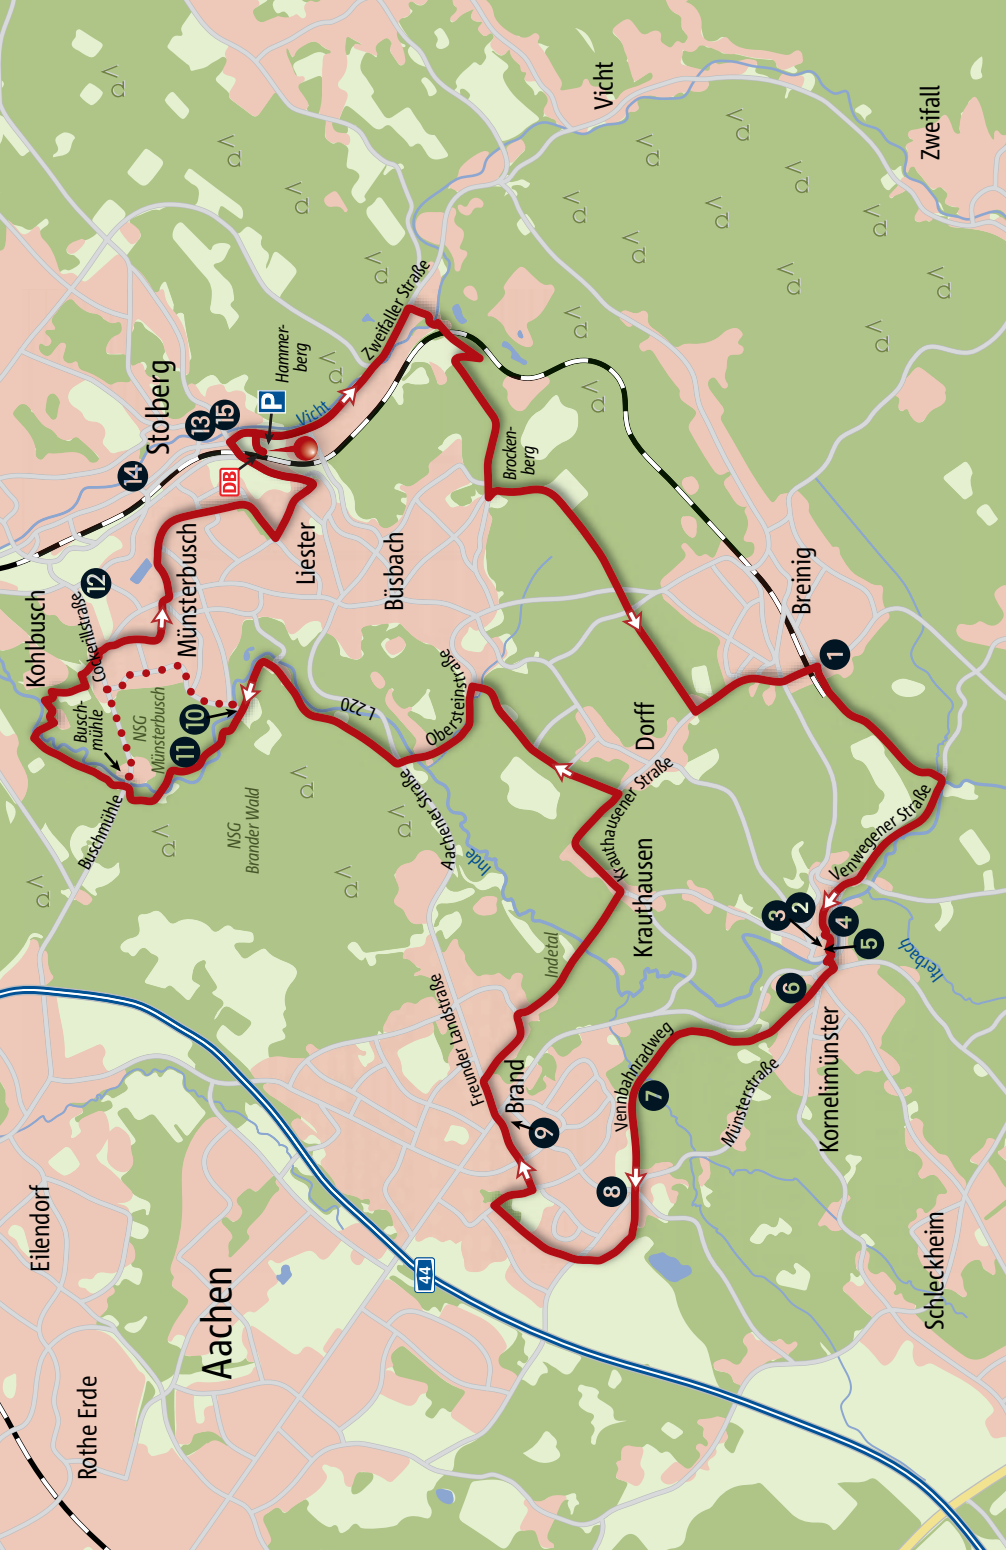 Rothe Erde
Eilendorf
Aachen
44
Kohlbusch
Cockerillstraße
12
Busch-
mühle
NSG
Münsterbusch
Buschmühle
11
10
NSG
Brander Wald
Münsterbusch
14
Stolberg
13
15
DB
P
Hammer-
berg
Vicht
Zweifaller Straße
Liester
Büsbach
L 220
Obersteinstraße
Aachener Straße
Inde
Freunder Landstraße
Brand
9
Indetal
Brocken-
berg
Vicht
Zweifall
Dorff
Krauthausener Straße
Krauthausen
Breinig
1
Venwegener Straße
3
2
4
5
6
Iterbach
Kornelimünster
Münsterstraße
Vennbahnradweg
7
8
Schleckheim